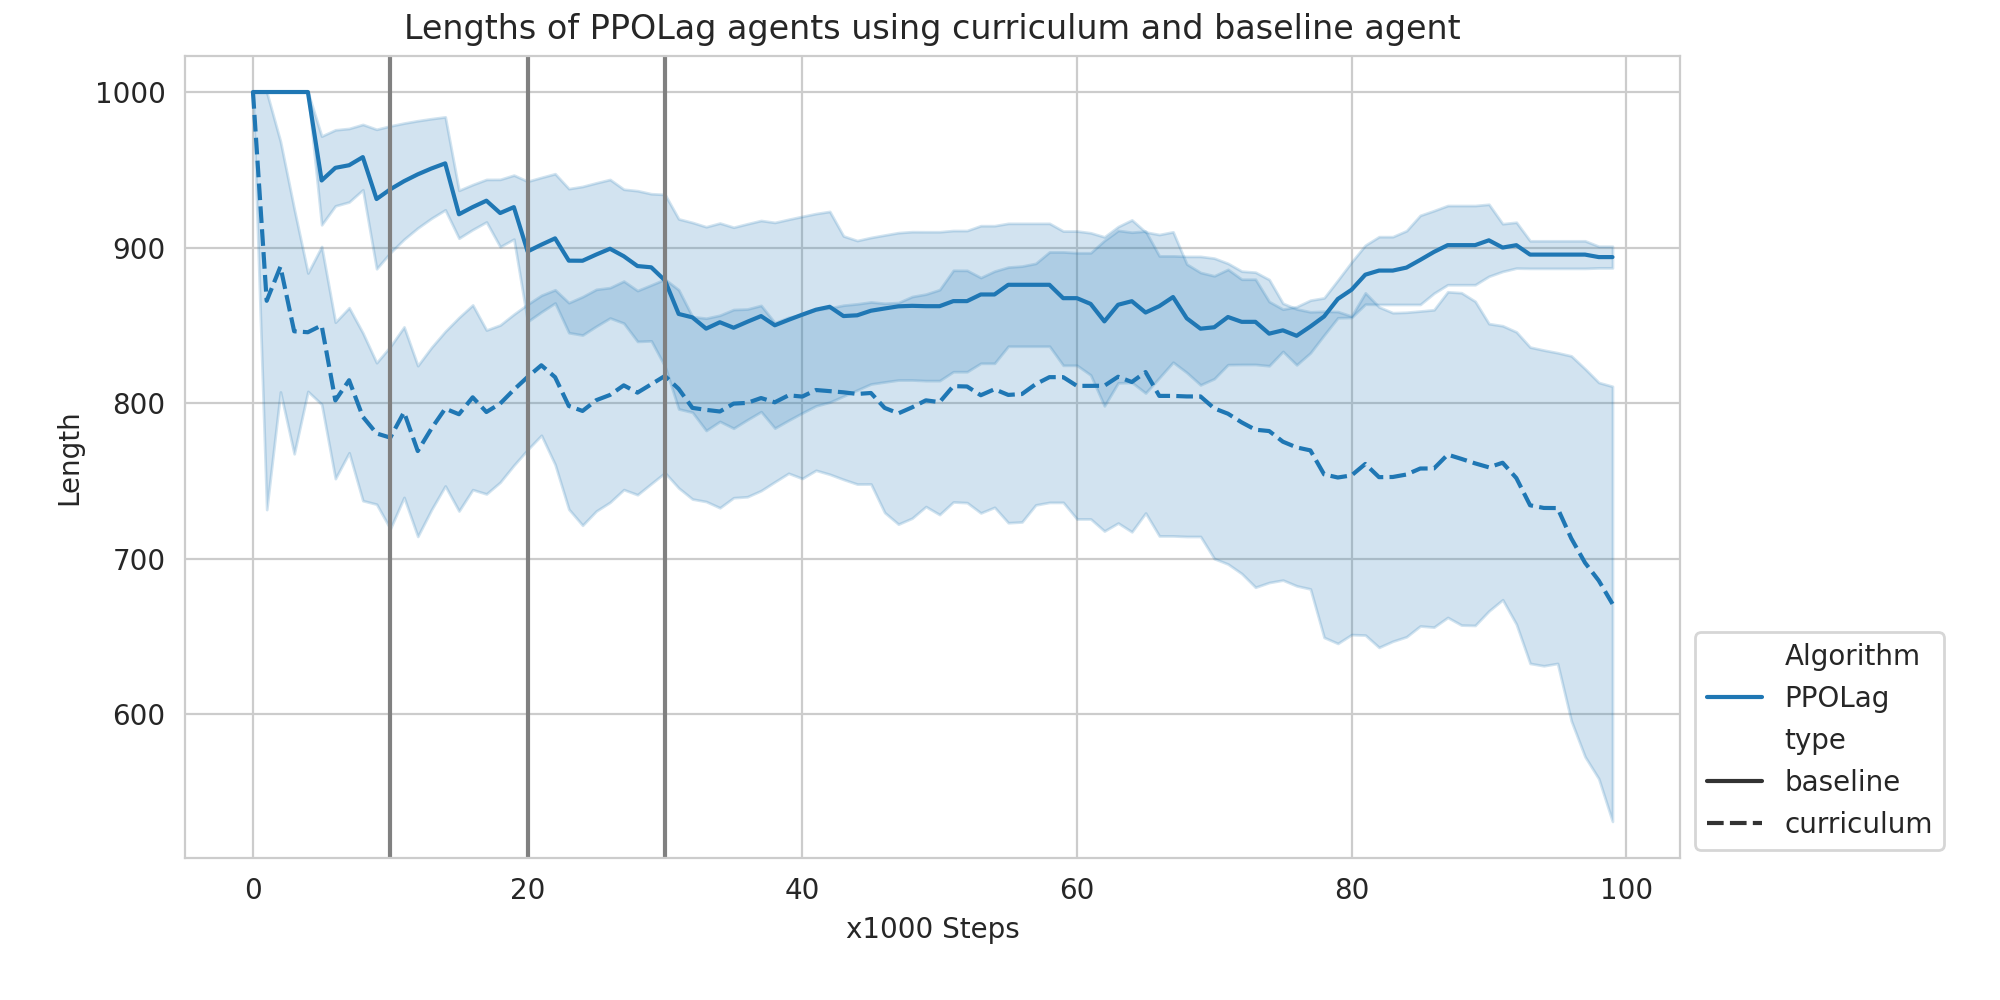 Lengths of PPOLag agents using curriculum and baseline agent
1000
900
800
700
600
Length
0 20 40 60 80 100
x1000 Steps
Algorithm
PPOLag
type
baseline
curriculum